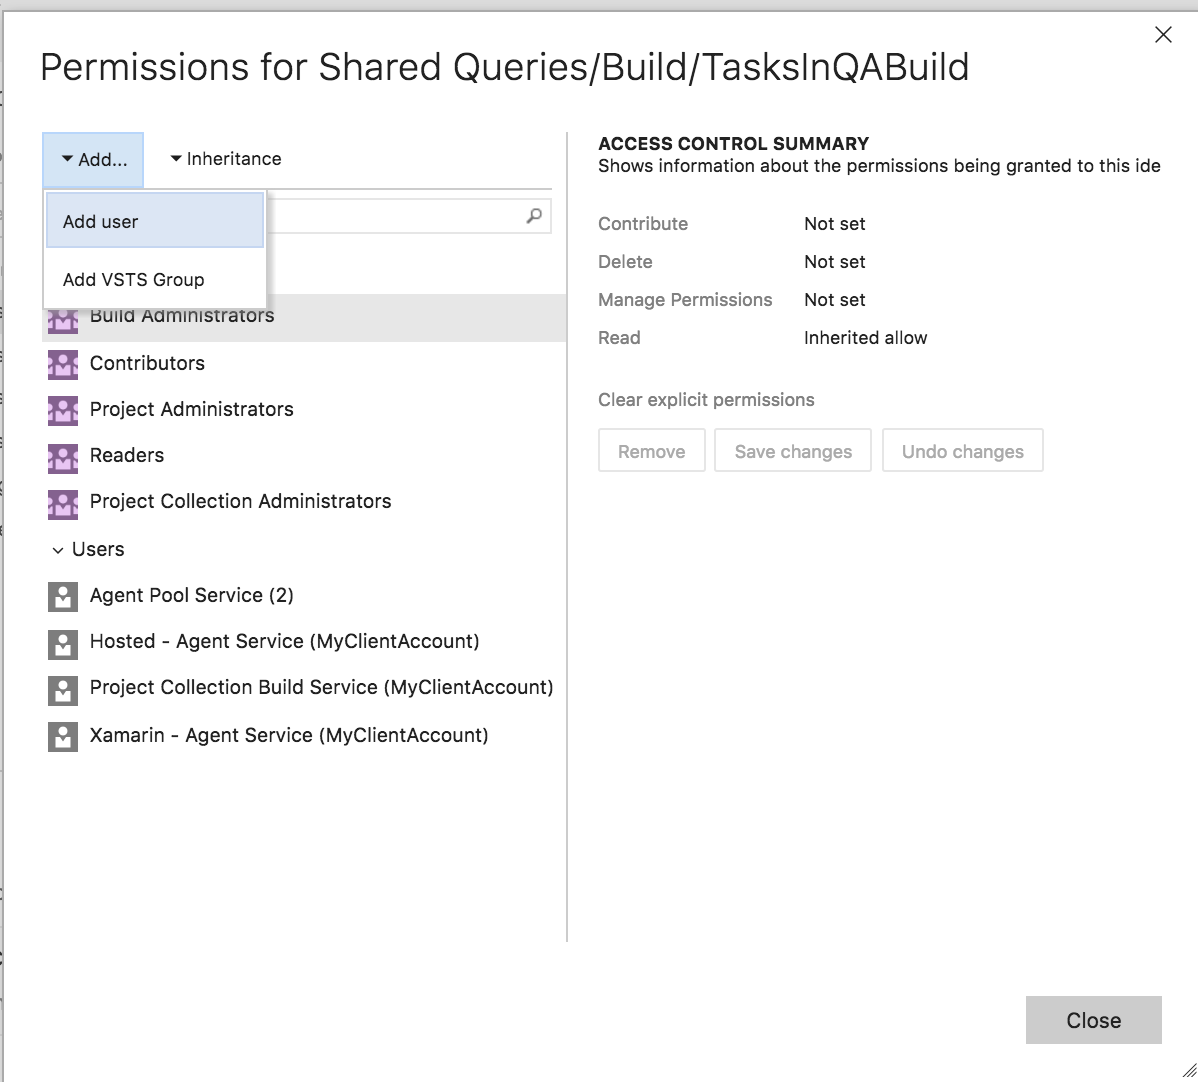 Permissions for Shared Queries/Build/TasksInQABuild
Add...
Inheritance
Add user
Add VSTS Group
Build Administrators
Contributors
Project Administrators
Readers
Project Collection Administrators
Users
Agent Pool Service (2)
Hosted - Agent Service (MyClientAccount)
Project Collection Build Service (MyClientAccount)
Xamarin - Agent Service (MyClientAccount)
ACCESS CONTROL SUMMARY
Shows information about the permissions being granted to this ide
Contribute Not set
Delete Not set
Manage Permissions Not set
Read Inherited allow
Clear explicit permissions
Remove Save changes Undo changes
Close